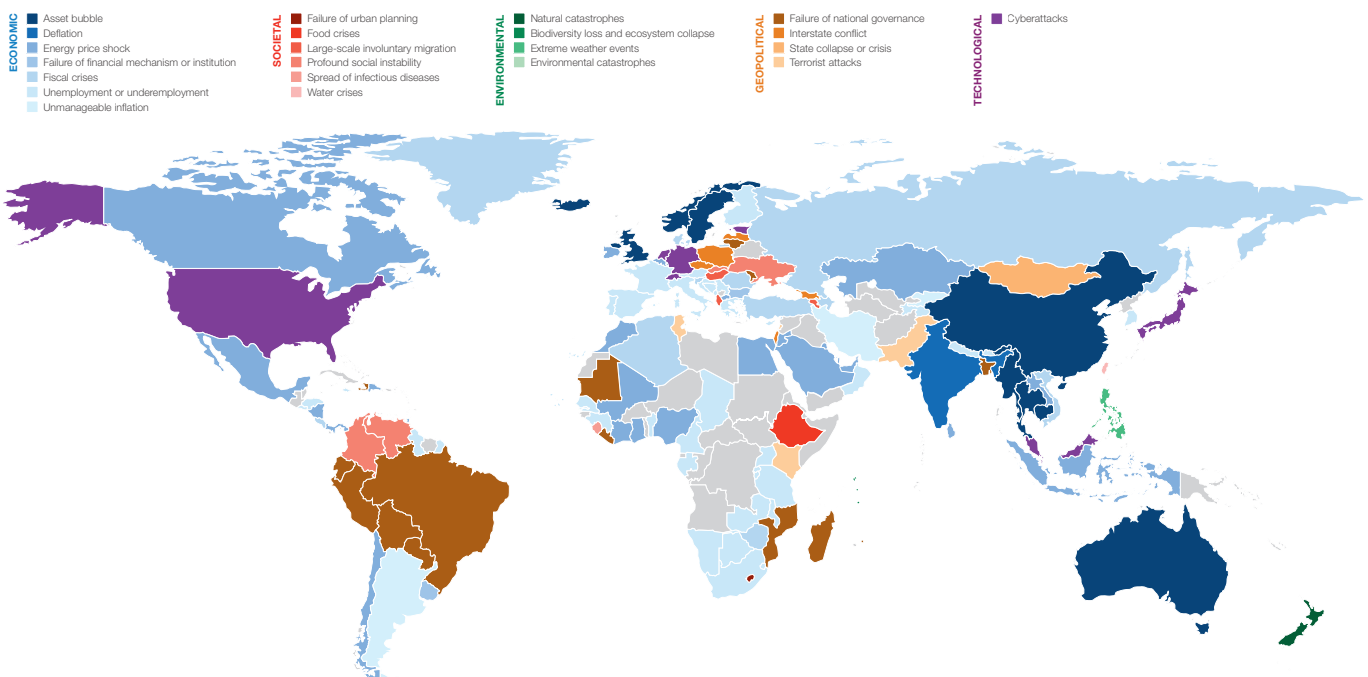 ECONOMIC
Asset bubble
Deflation
Energy price shock
Failure of financial mechanism or institution
Fiscal crises
Unemployment or underemployment
Unmanageable inflation
SOCIETAL
Failure of urban planning
Food crises
Large-scale involuntary migration
Profound social instability
Spread of infectious diseases
Water crises
ENVIRONMENTAL
Natural catastrophes
Biodiversity loss and ecosystem collapse
Extreme weather events
Environmental catastrophes
GEOPOLITICAL
Failure of national governance
Interstate conflict
State collapse or crisis
Terrorist attacks
TECHNOLOGICAL
Cyberattacks